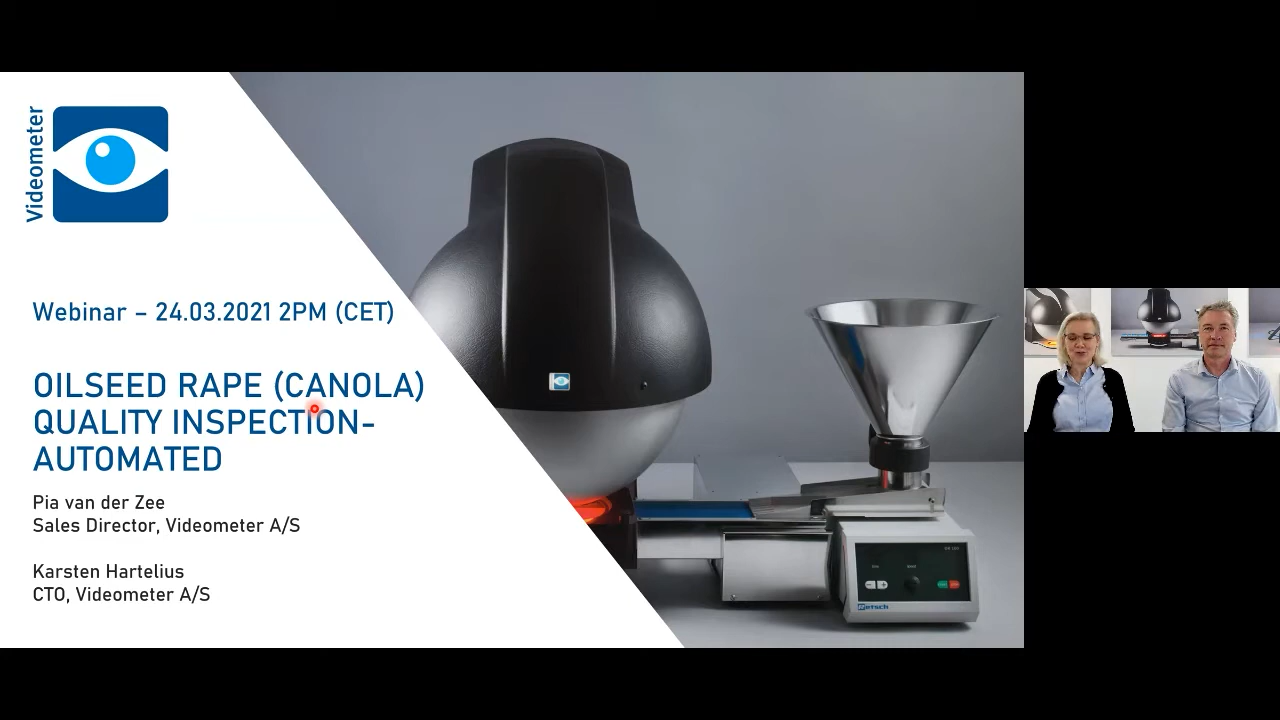 Videometer
Webinar – 24.03.2021 2PM (CET)
OILSEED RAPE (CANOLA)
QUALITY INSPECTION-
AUTOMATED
Pia van der Zee
Sales Director, Videometer A/S
Karsten Hartelius
CTO, Videometer A/S
Retsch